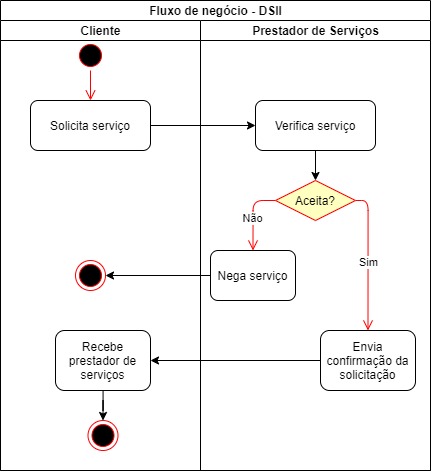 Fluxo de negócio - DSII
Cliente
Prestador de Serviços
Solicita serviço
Verifica serviço
Aceita?
Não
Sim
Nega serviço
Recebe
prestador de
serviços
Envia
confirmação da
solicitação